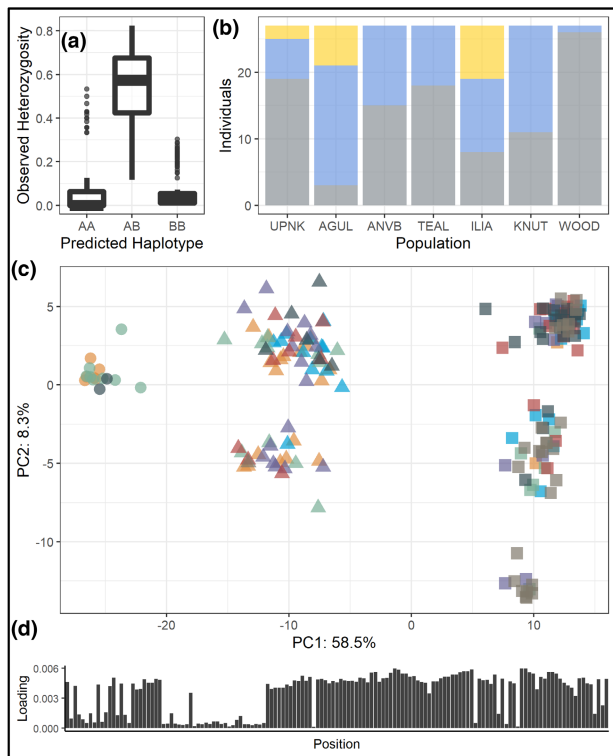 (a)
Observed Heterozygosity
0.8
0.6
0.4
0.2
0.0
AA AB BB
Predicted Haplotype
(b)
Individuals
20
10
0
UPNK AGUL ANVB TEAL ILIA KNUT WOOD
Population
(c)
PC2: 8.3%
5
0
-5
-10
-20 -10 0 10
PC1: 58.5%
(d)
Loading
0.006
0.003
0.000
Position